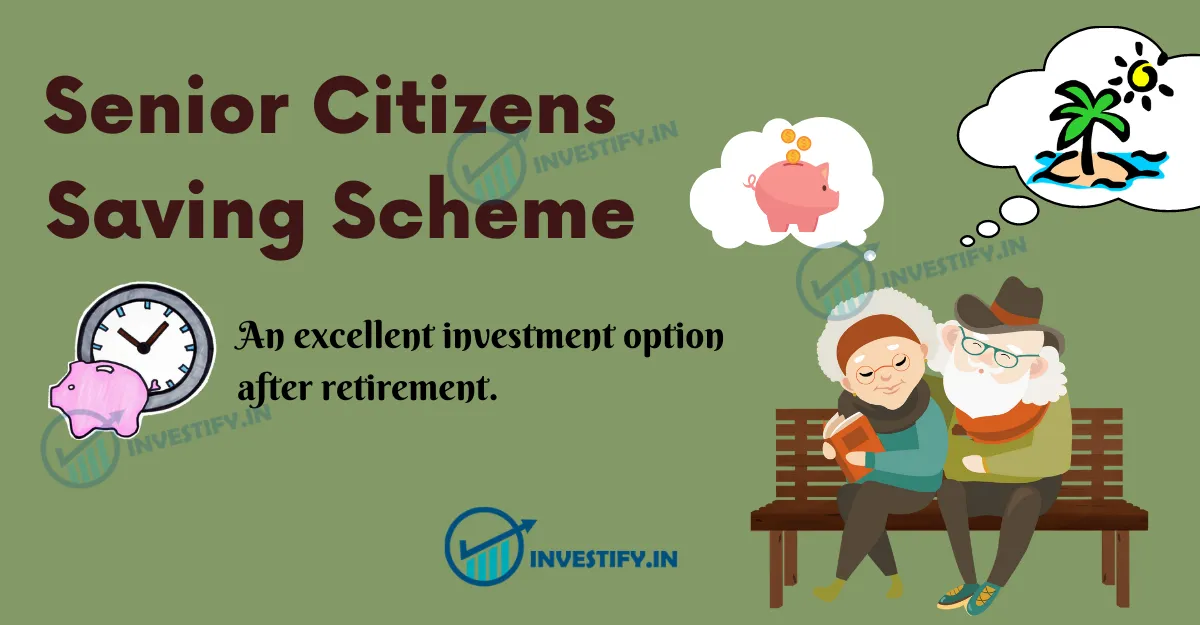 Senior Citizens
Saving Scheme
INVESTIFY.IN
INVESTIFY.IN
An excellent investment option
after retirement.
INVESTIFY.IN
INVESTIFY.IN